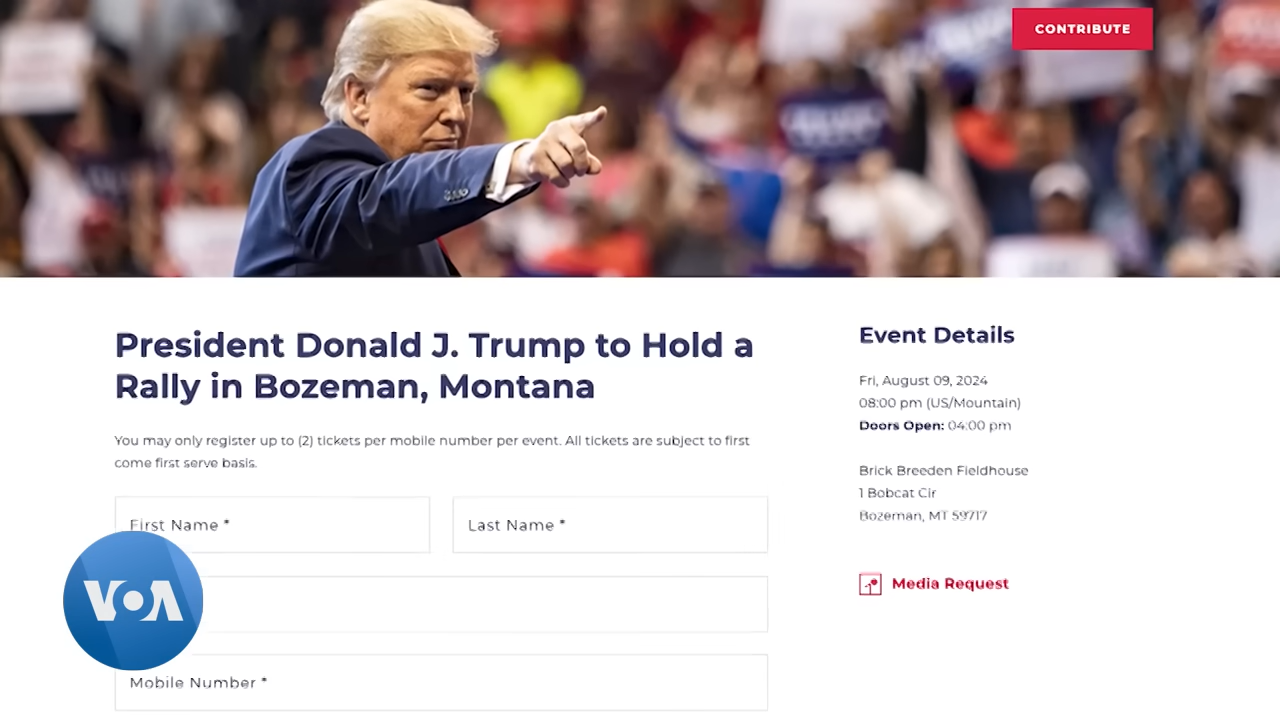 CONTRIBUTE
President Donald J. Trump to Hold a
Rally in Bozeman, Montana
You may only register up to (2) tickets per mobile number per event. All tickets are subject to first
come first serve basis.
First Name *
Last Name *
Mobile Number *
VOA
Event Details
Fri, August 09, 2024
08:00 pm (US/Mountain)
Doors Open: 04:00 pm
Brick Breeden Fieldhouse
1 Bobcat Cir
Bozeman, MT 59717
Media Request